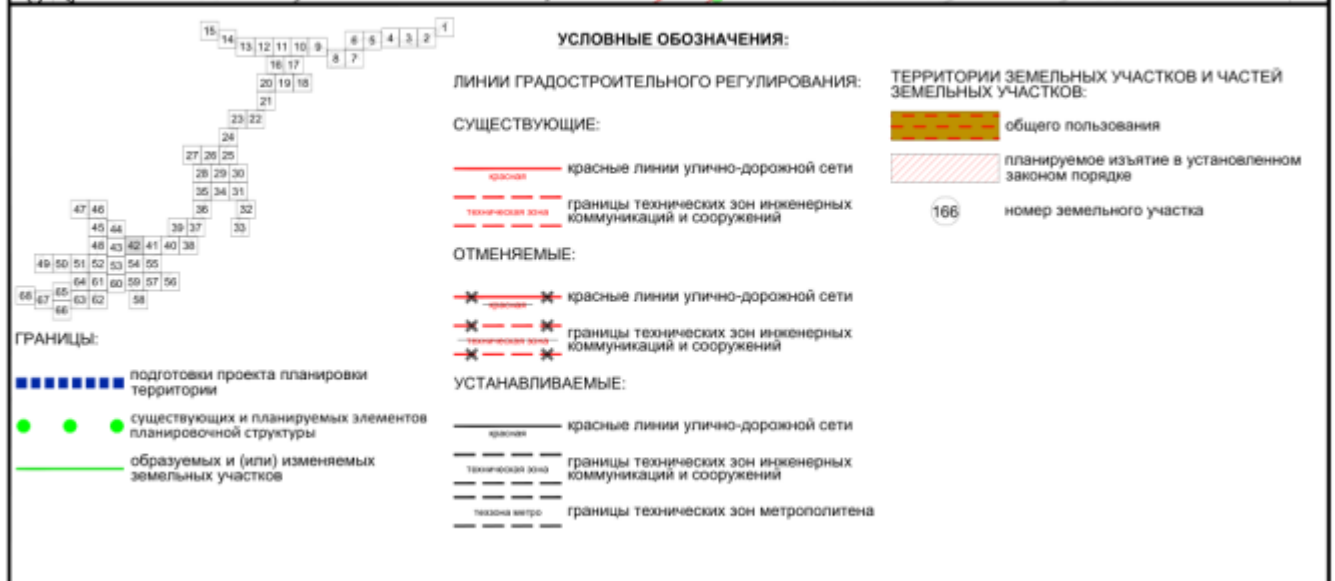 1
15 14 6 5 4 3 2
13 12 11 10 9 8 7
16 17
20 19 18
21
23 22
24
27 26 25
28 29 30
35 34 31
47 46 36 32
45 44 39 37 33
48 43 42 41 40 38
49 50 51 52 53 54 55
64 61 60 59 57 56
68 67 65 63 62 58
66
ГРАНИЦЫ:
подготовки проекта планировки
территории
существующих и планируемых элементов
планировочной структуры
образуемых и (или) изменяемых
земельных участков
УСЛОВНЫЕ ОБОЗНАЧЕНИЯ:
ЛИНИИ ГРАДОСТРОИТЕЛЬНОГО РЕГУЛИРОВАНИЯ:
СУЩЕСТВУЮЩИЕ:
красная
красные линии улично-дорожной сети
техническая зона
границы технических зон инженерных
коммуникаций и сооружений
ОТМЕНЯЕМЫЕ:
красная
красные линии улично-дорожной сети
техническая зона
границы технических зон инженерных
коммуникаций и сооружений
УСТАНАВЛИВАЕМЫЕ:
красная
красные линии улично-дорожной сети
техническая зона
границы технических зон инженерных
коммуникаций и сооружений
техзона метро
границы технических зон метрополитена
ТЕРРИТОРИИ ЗЕМЕЛЬНЫХ УЧАСТКОВ И ЧАСТЕЙ
ЗЕМЕЛЬНЫХ УЧАСТКОВ:
общего пользования
планируемое изъятие в установленном
законом порядке
166
номер земельного участка